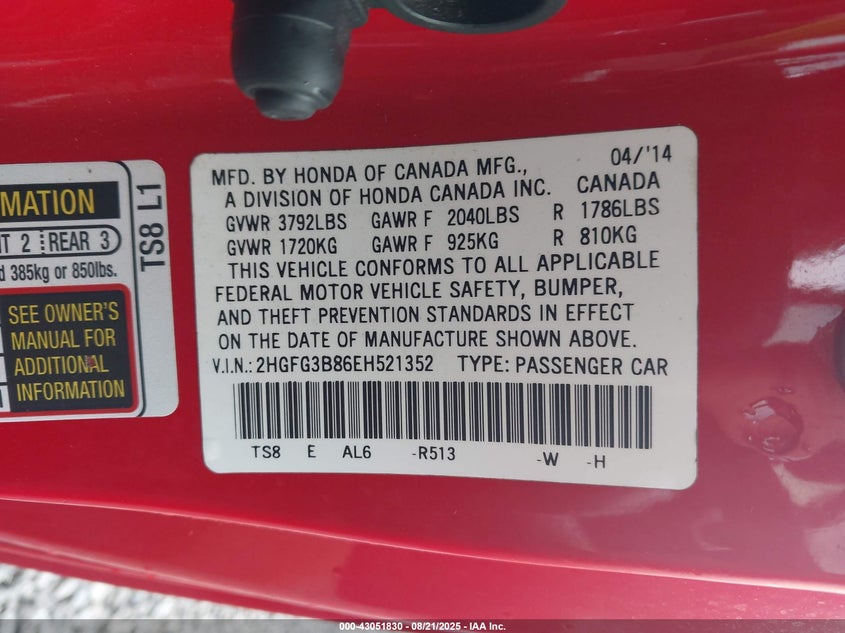 MATION
NT 2 REAR 3
d 385kg or 850lbs.
SEE OWNER'S
MANUAL FOR
ADDITIONAL
INFORMATION
TS8 L1
MFD. BY HONDA OF CANADA MFG., 04/'14
A DIVISION OF HONDA CANADA INC. CANADA
GVWR 3792LBS GAWR F 2040LBS R 1786LBS
GVWR 1720KG GAWR F 925KG R 810KG
THIS VEHICLE CONFORMS TO ALL APPLICABLE
FEDERAL MOTOR VEHICLE SAFETY, BUMPER,
AND THEFT PREVENTION STANDARDS IN EFFECT
ON THE DATE OF MANUFACTURE SHOWN ABOVE.
V.I.N.: 2HGFG3B86EH521352 TYPE: PASSENGER CAR
TS8 E AL6 -R513 -W -H
000-43051830 - 08/21/2025 - IAA Inc.